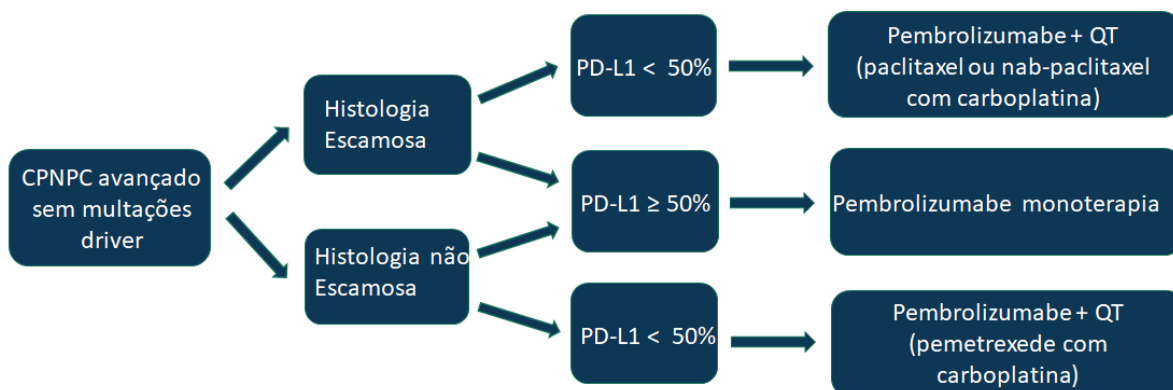 CPNPC avançado
sem multações
driver
Histologia
Escamosa
Histologia não
Escamosa
PD-L1 < 50%
PD-L1 ≥ 50%
PD-L1 < 50%
Pembrolizumabe + QT
(paclitaxel ou nab-paclitaxel
com carboplatina)
Pembrolizumabe monoterapia
Pembrolizumabe + QT
(pemetrexede com
carboplatina)